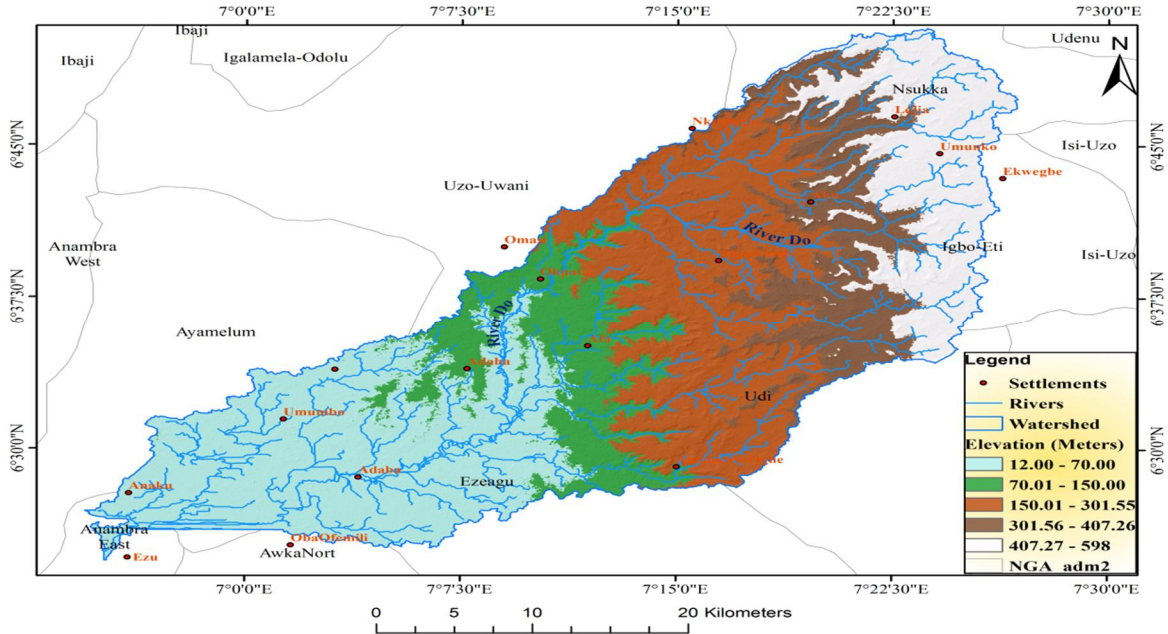 7°0'0"E
7°7'30"E
7°15'0"E
7°22'30"E
7°30'0"E
Ibaji
Ibaji
Igalamela-Odolu
Udenu
N
Nsukka
Lejja
Nk
6°45'0"N
6°45'0"N
Umunko
Isi-Uzo
Ekwegbe
Uzo-Uwani
River Do
Omas
Anambra
West
Igbo-Eti
Isi-Uzo
6°37'30"N
6°37'30"N
River Do
Ayamelum
Adaba
Udi
Umumbo
6°30'0"N
6°30'0"N
Adaba
Ezeagu
Anaku
Anambra
East
Ezu
ObaOfemili
AwkaNort
Legend
Settlements
Rivers
Watershed
Elevation (Meters)
12.00 - 70.00
70.01 - 150.00
150.01 - 301.55
301.56 - 407.26
407.27 - 598
NGA_adm2
7°0'0"E
7°7'30"E
7°15'0"E
7°22'30"E
7°30'0"E
0 5 10 20 Kilometers